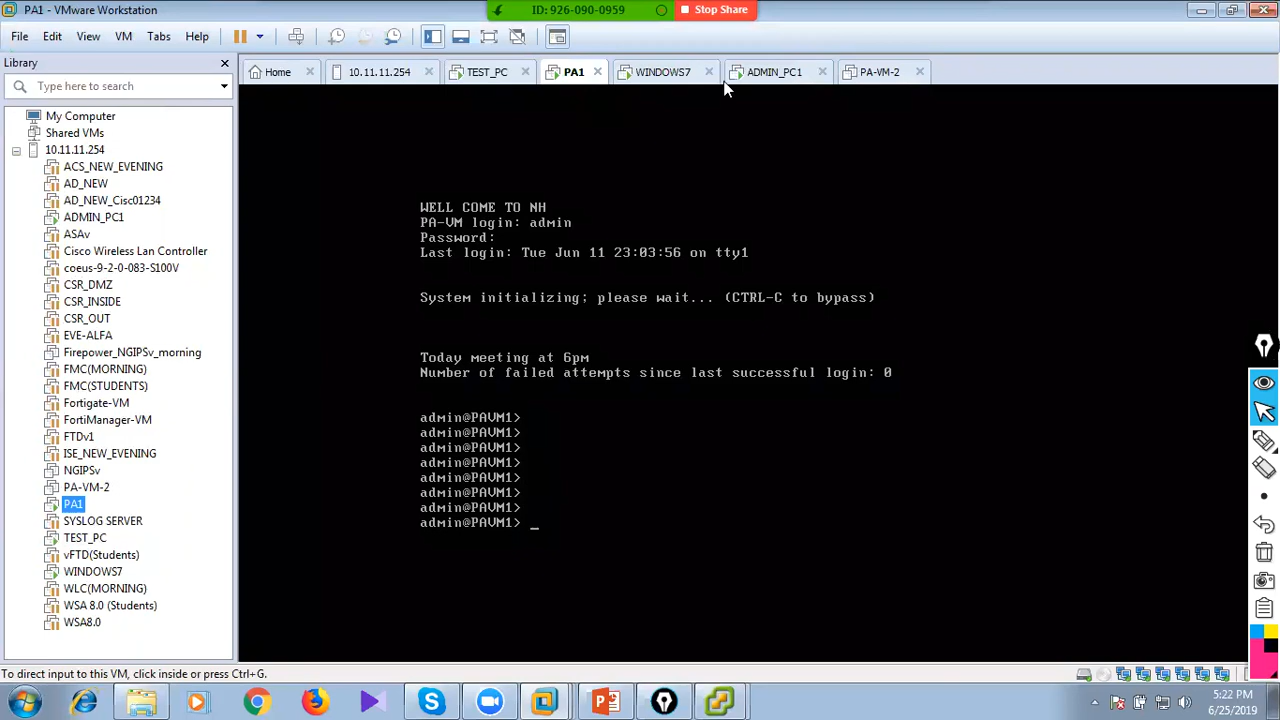 PA1 - VMware Workstation
ID: 926-090-0959
Stop Share
File Edit View VM Tabs Help
Library
Type here to search
My Computer
Shared VMs
10.11.11.254
ACS_NEW_EVENING
AD_NEW
AD_NEW_Cisc01234
ADMIN_PC1
ASAv
Cisco Wireless Lan Controller
coeus-9-2-0-083-S100V
CSR_DMZ
CSR_INSIDE
CSR_OUT
EVE-ALFA
Firepower_NGIPSv_morning
FMC(MORNING)
FMC(STUDENTS)
Fortigate-VM
FortiManager-VM
FTDv1
ISE_NEW_EVENING
NGIPSv
PA-VM-2
PA1
SYSLOG SERVER
TEST_PC
vFTD(Students)
WINDOWS7
WLC(MORNING)
WSA 8.0 (Students)
WSA8.0
Home 10.11.11.254 TEST_PC PA1 WINDOWS7 ADMIN_PC1 PA-VM-2
WELL COME TO NH
PA-VM login: admin
Password:
Last login: Tue Jun 11 23:03:56 on tty1
System initializing; please wait... (CTRL-C to bypass)
Today meeting at 6pm
Number of failed attempts since last successful login: 0
admin@PAVM1>
admin@PAVM1>
admin@PAVM1>
admin@PAVM1>
admin@PAVM1>
admin@PAVM1>
admin@PAVM1>
admin@PAVM1> _
To direct input to this VM, click inside or press Ctrl+G.
5:22 PM
6/25/2019